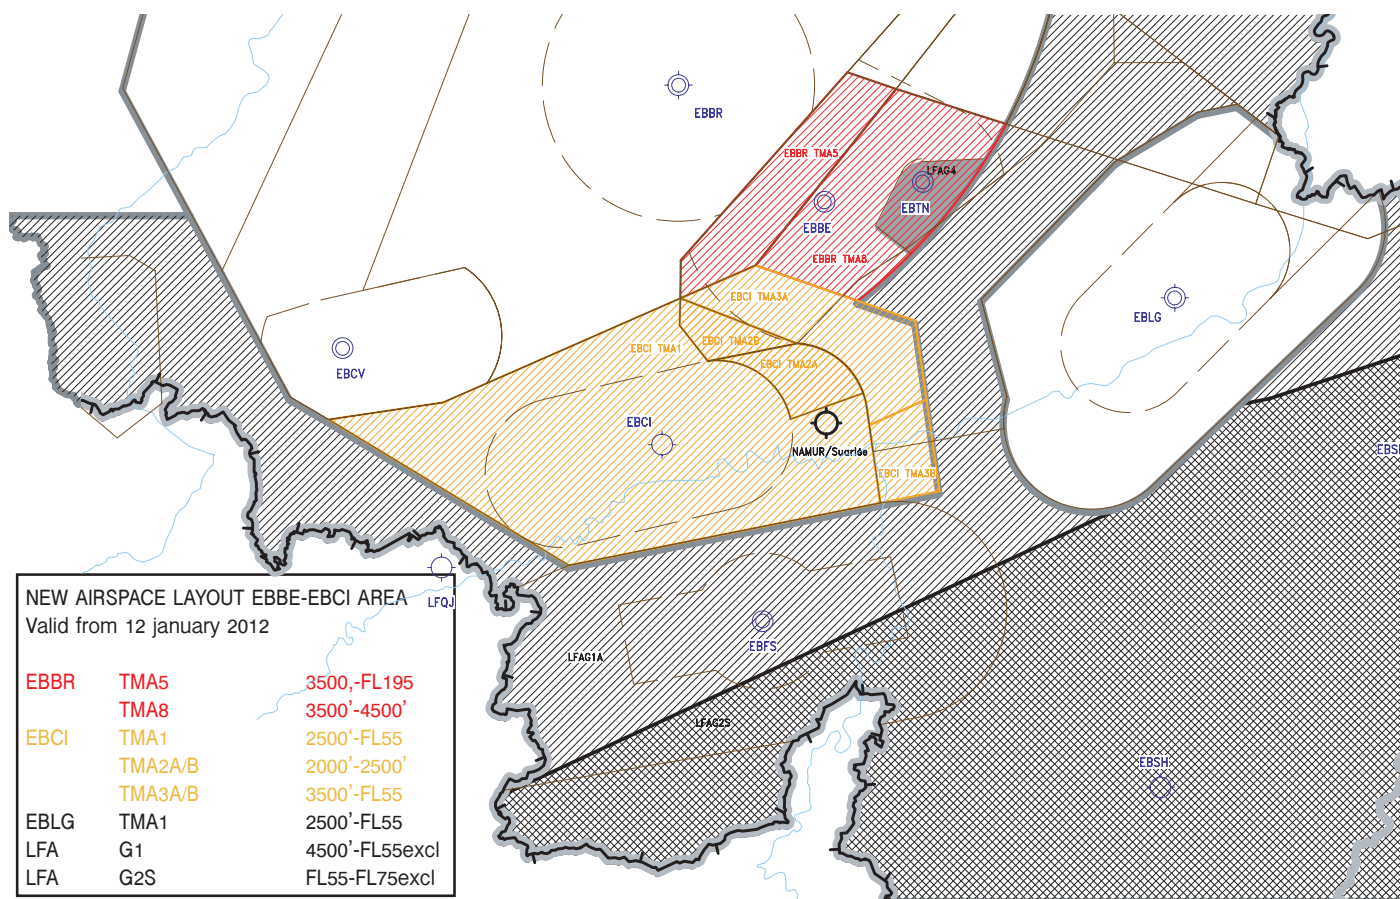 EBBR
EBBR TMA5
LFAG4
EBTN
EBBE
EBBR TMA8
EBCI TMA3A
EBLG
EBCI TMA2B
EBCI TMA1
EBCI TMA2A
EBCV
EBCI
NAMUR/Suarlée
EBCI TMA3B
NEW AIRSPACE LAYOUT EBBE-EBCI AREA
Valid from 12 january 2012
EBBR TMA5 3500,-FL195
TMA8 3500'-4500'
EBCI TMA1 2500‘-FL55
TMA2A/B 2000'-2500'
TMA3A/B 3500'-FL55
EBLG TMA1 2500'-FL55
LFA G1 4500'-FL55excl
LFA G2S FL55-FL75excl
LFQJ
EBFS
LFAG1A
LFAG2S
EBSH